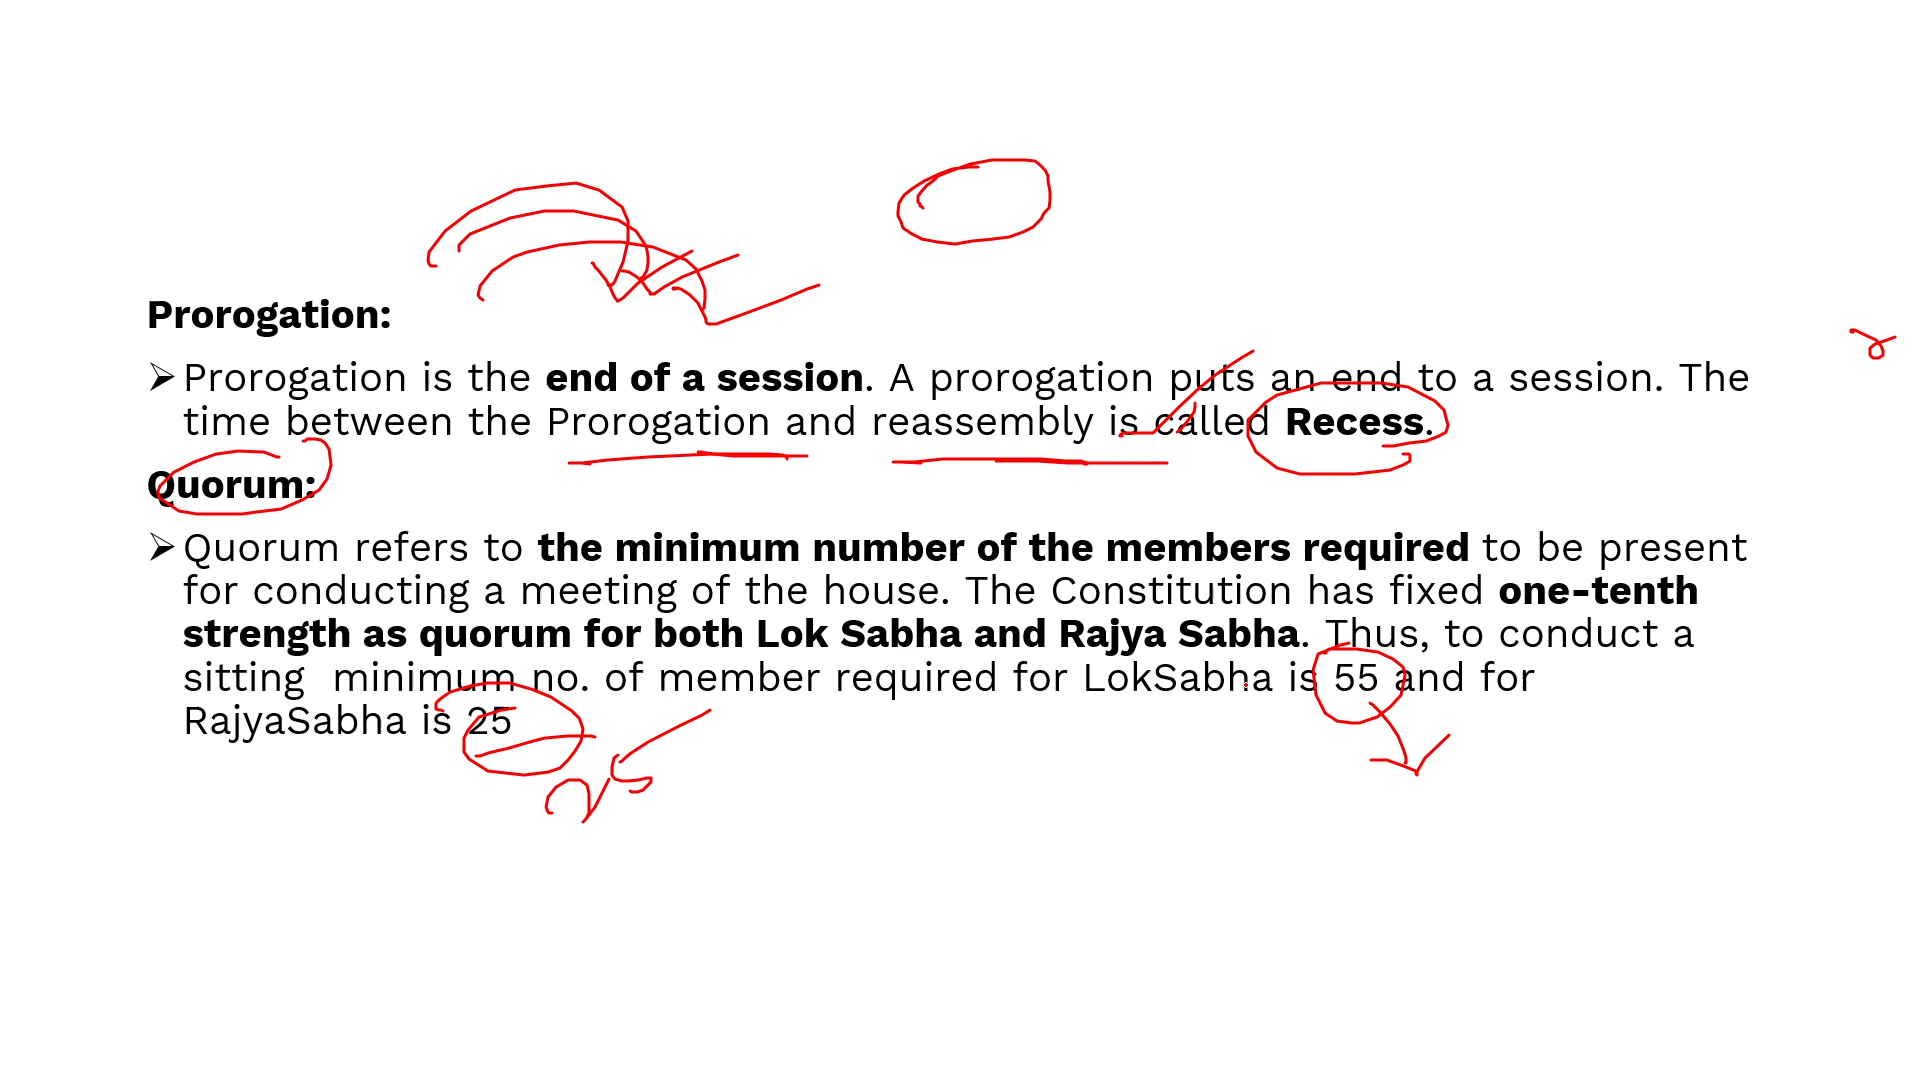 Prorogation:
➢ Prorogation is the end of a session. A prorogation puts an end to a session. The
time between the Prorogation and reassembly is called Recess.
Quorum:
➢ Quorum refers to the minimum number of the members required to be present
for conducting a meeting of the house. The Constitution has fixed one-tenth
strength as quorum for both Lok Sabha and Rajya Sabha. Thus, to conduct a
sitting minimum no. of member required for LokSabha is 55 and for
RajyaSabha is 25